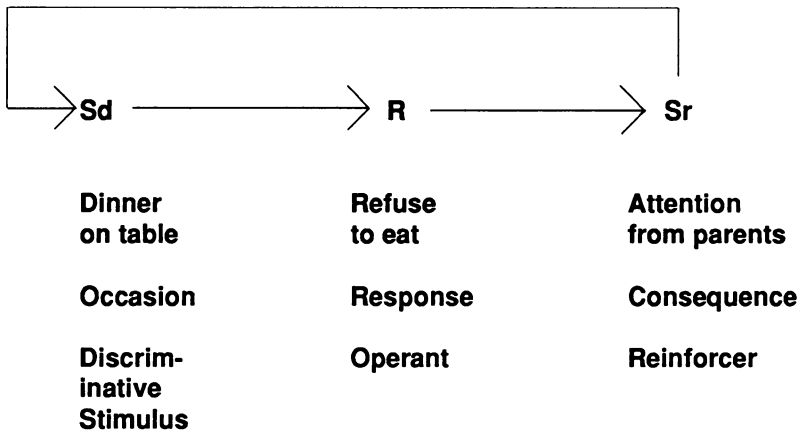 Sd R Sr
Dinner Refuse Attention
on table to eat from parents
Occasion Response Consequence
Discrim- Operant Reinforcer
inative
Stimulus